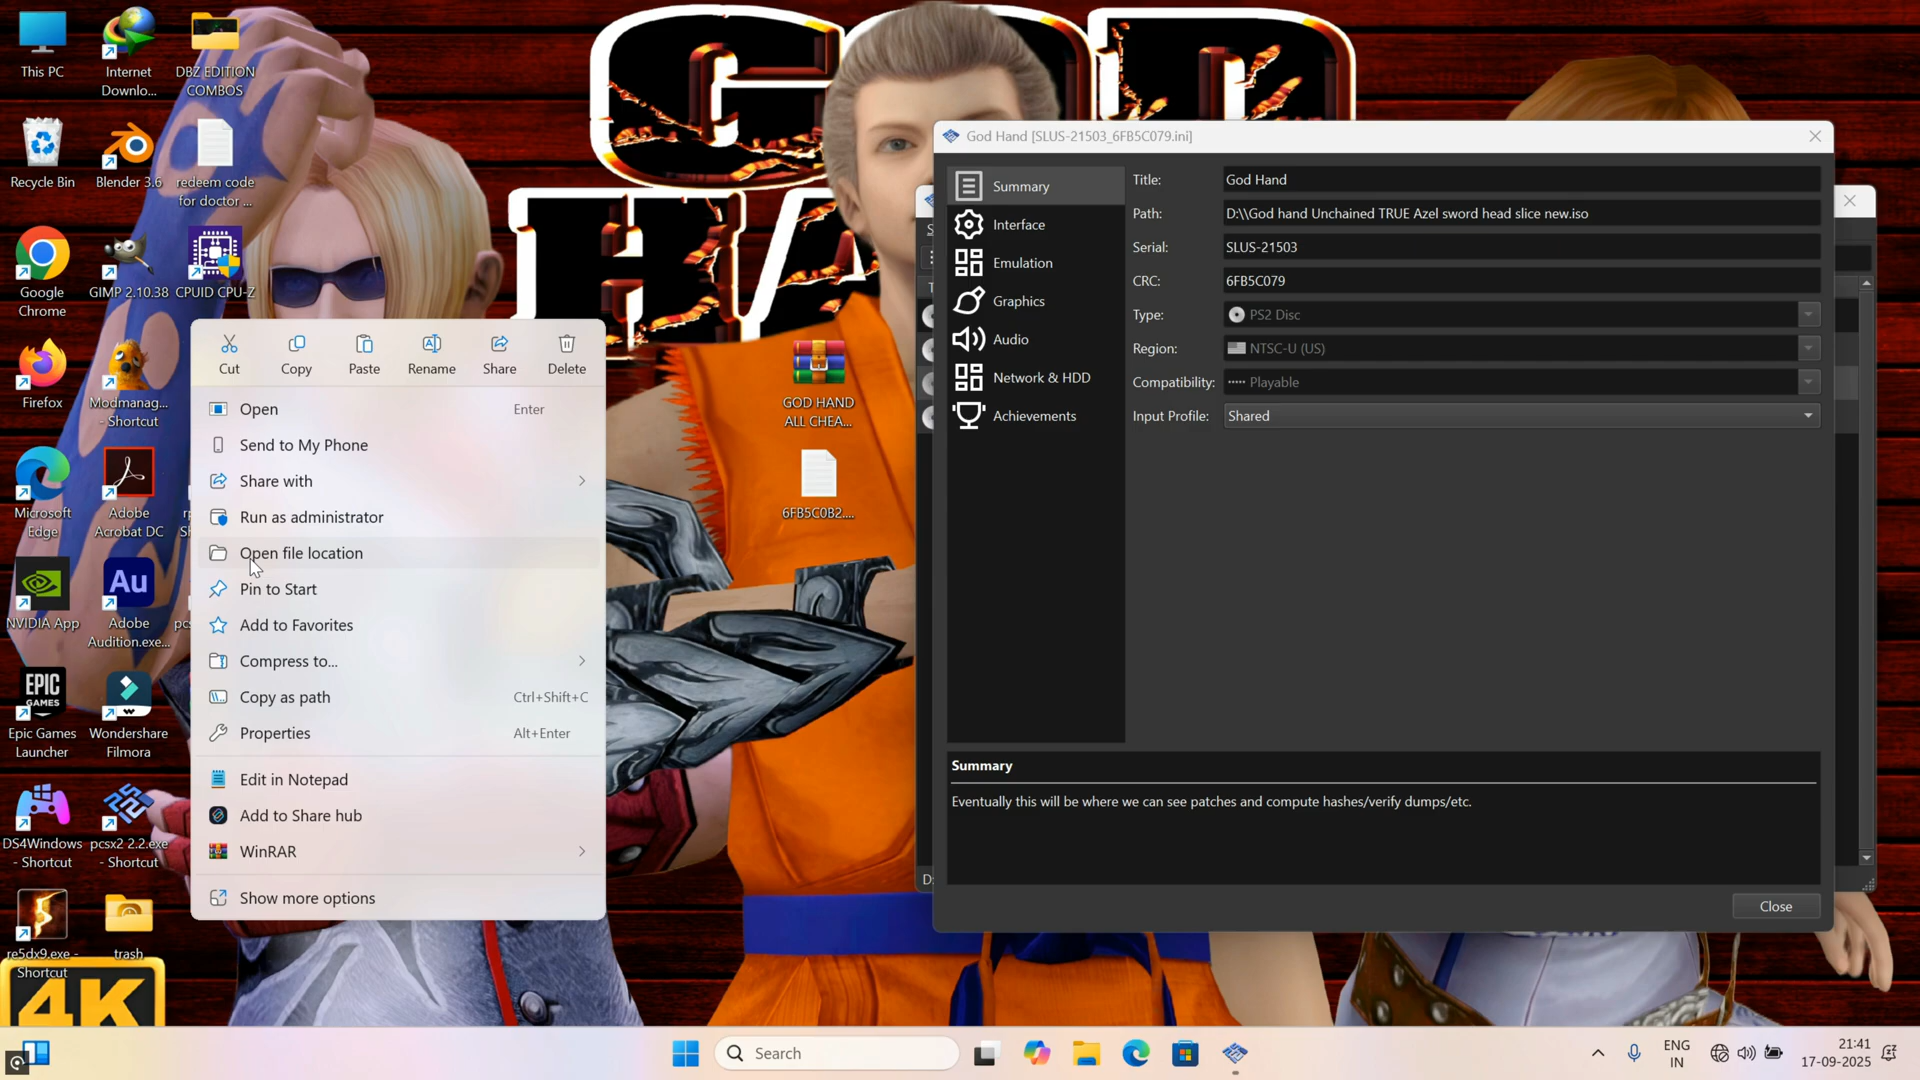 This PC
Internet
Downlo...
DBZ EDITION
COMBOS
Recycle Bin
Blender 3.6
redeem code
for doctor ...
Google
Chrome
GIMP 2.10.38
CPUID CPU-Z
Firefox
Modmanag...
- Shortcut
Microsoft
Edge
Adobe
Acrobat DC
NVIDIA App
Au
Adobe
Audition.exe...
EPIC
GAMES
Epic Games
Launcher
Wondershare
Filmora
DS4Windows
- Shortcut
pcsx2 2.2.exe
- Shortcut
re5dx9.exe -
Shortcut
trash
4K
GOD
HA
Cut
Copy
Paste
Rename
Share
Delete
Open Enter
Send to My Phone
Share with
Run as administrator
Open file location
Pin to Start
Add to Favorites
Compress to...
Copy as path Ctrl+Shift+C
Properties Alt+Enter
Edit in Notepad
Add to Share hub
WinRAR
Show more options
GOD HAND
ALL CHEA...
6FB5C0B2....
God Hand [SLUS-21503_6FB5C079.ini]
Summary
Interface
Emulation
Graphics
Audio
Network & HDD
Achievements
Title: God Hand
Path: D:\\God hand Unchained TRUE Azel sword head slice new.iso
Serial: SLUS-21503
CRC: 6FB5C079
Type: PS2 Disc
Region: NTSC-U (US)
Compatibility: Playable
Input Profile: Shared
Summary
Eventually this will be where we can see patches and compute hashes/verify dumps/etc.
D:
Close
Search
ENG
IN
21:41
17-09-2025